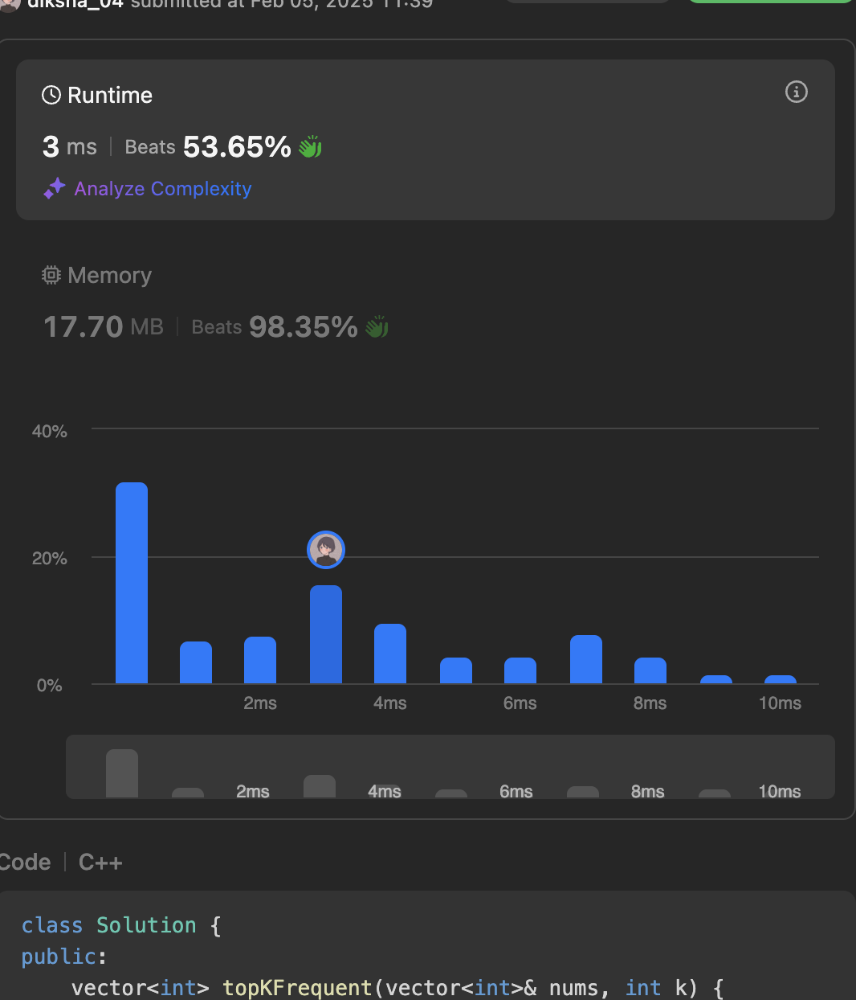 diksha_04 submitted at Feb 05, 2025 11:39
Runtime
3 ms | Beats 53.65%
Analyze Complexity
Memory
17.70 MB | Beats 98.35%
40%
20%
0%
2ms 4ms 6ms 8ms 10ms
2ms 4ms 6ms 8ms 10ms
Code | C++
class Solution {
public:
    vector<int> topKFrequent(vector<int>& nums, int k) {